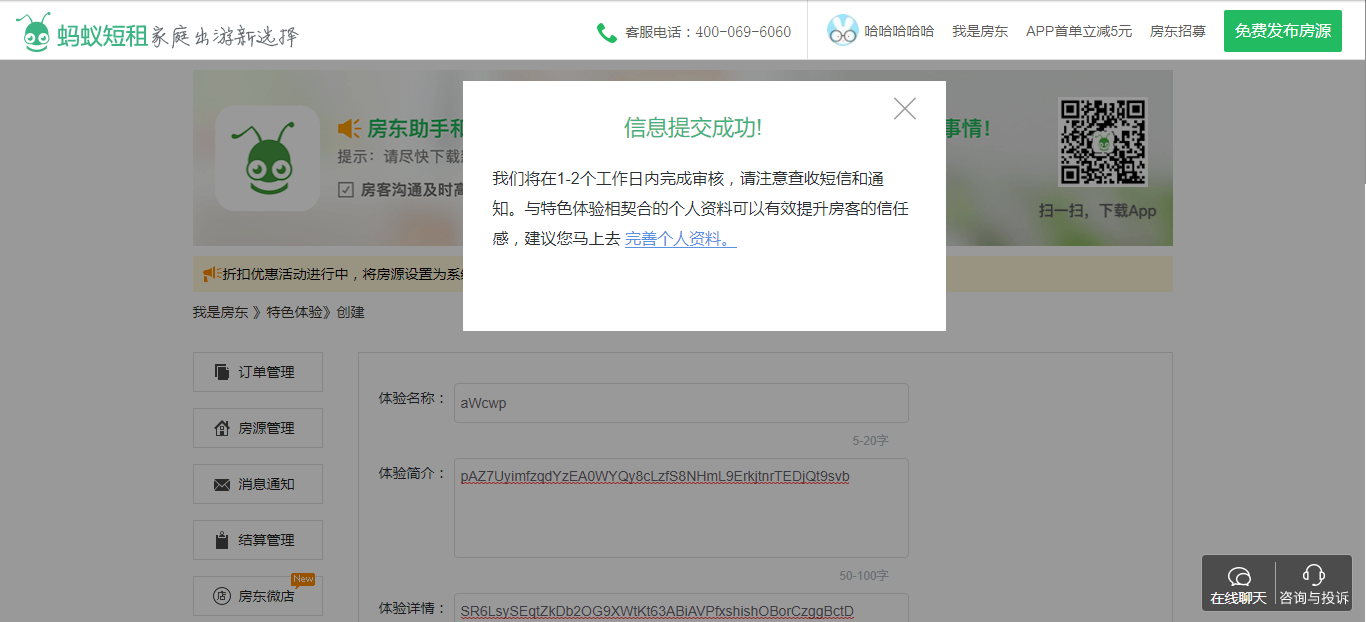 蚂蚁短租 家庭出游新选择
客服电话：400-069-6060
哈哈哈哈哈
我是房东
APP首单立减5元
房东招募
免费发布房源
房东助手和
事情！
提示：请尽快下载
房客沟通及时高
扫一扫，下载App
信息提交成功!
我们将在1-2个工作日内完成审核，请注意查收短信和通
知。与特色体验相契合的个人资料可以有效提升房客的信任
感，建议您马上去 完善个人资料。
折扣优惠活动进行中，将房源设置为系
我是房东 》特色体验》创建
订单管理
房源管理
消息通知
结算管理
New
店 房东微店
体验名称：
aWcwp
5-20字
体验简介：
pAZ7UyimfzqdYzEA0WYQy8cLzfS8NHmL9ErkjtnrTEDjQt9svb
50-100字
体验详情：
SR6LsySEqtZkDb2OG9XWtKt63ABiAVPfxshishOBorCzggBctD
在线聊天
咨询与投诉